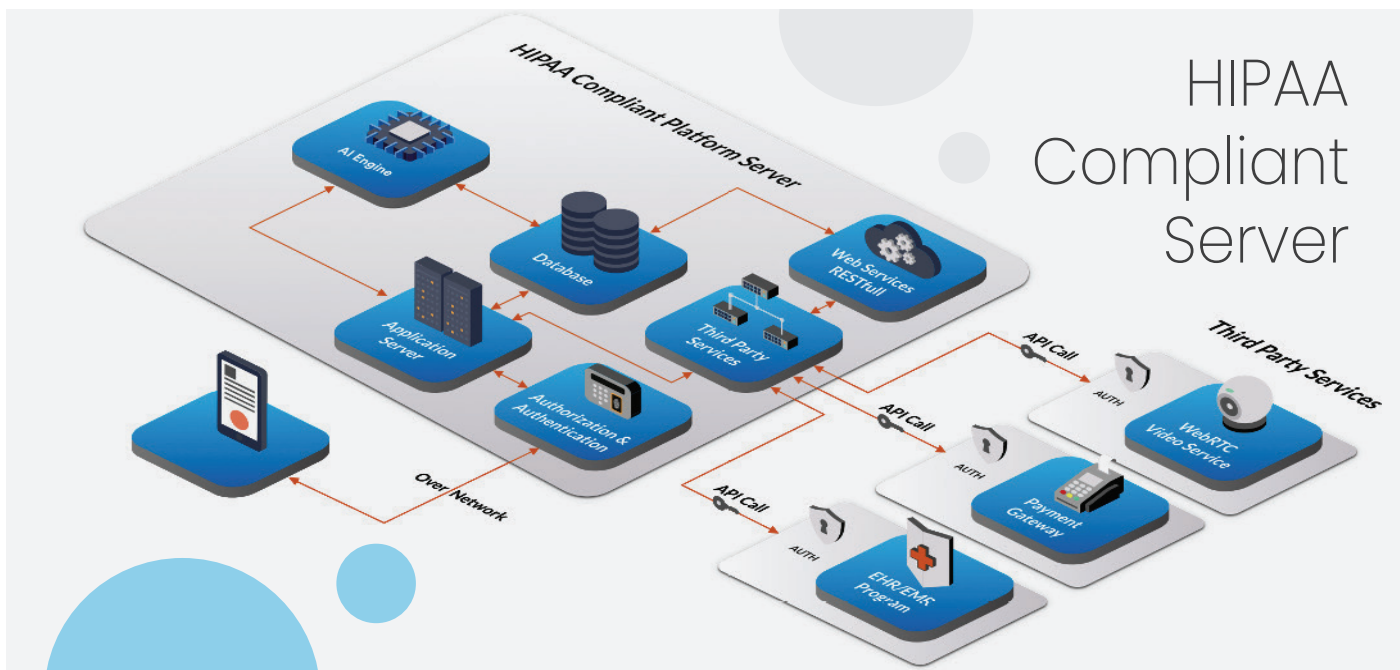 HIPAA
Compliant
Server
HIPAA Compliant Platform Server
AI Engine
Database
Web Services
RESTfull
Application
Server
Third Party
Services
Authorization &
Authentication
Over Network
Third Party Services
API Call
AUTH
WebRTC
Video Service
API Call
AUTH
Payment
Gateway
API Call
AUTH
EHR/EMR
Program